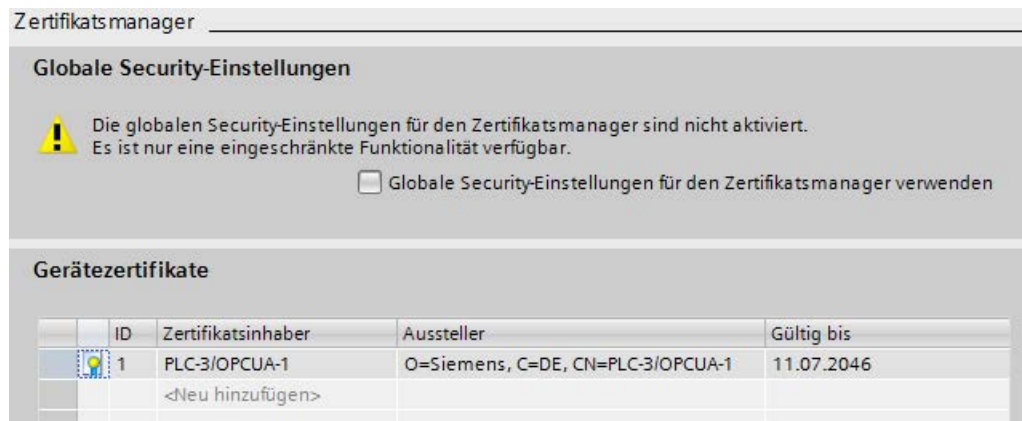 Zertifikatsmanager
Globale Security-Einstellungen
Die globalen Security-Einstellungen für den Zertifikatsmanager sind nicht aktiviert.
Es ist nur eine eingeschränkte Funktionalität verfügbar.
Globale Security-Einstellungen für den Zertifikatsmanager verwenden
Gerätezertifikate
ID Zertifikatsinhaber Aussteller Gültig bis
1 PLC-3/OPCUA-1 O=Siemens, C=DE, CN=PLC-3/OPCUA-1 11.07.2046
<Neu hinzufügen>